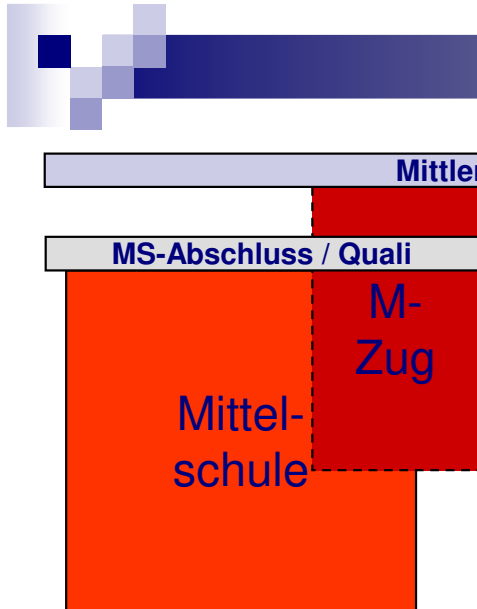 Mittler
MS-Abschluss / Quali
M-
Zug
Mittel-
schule